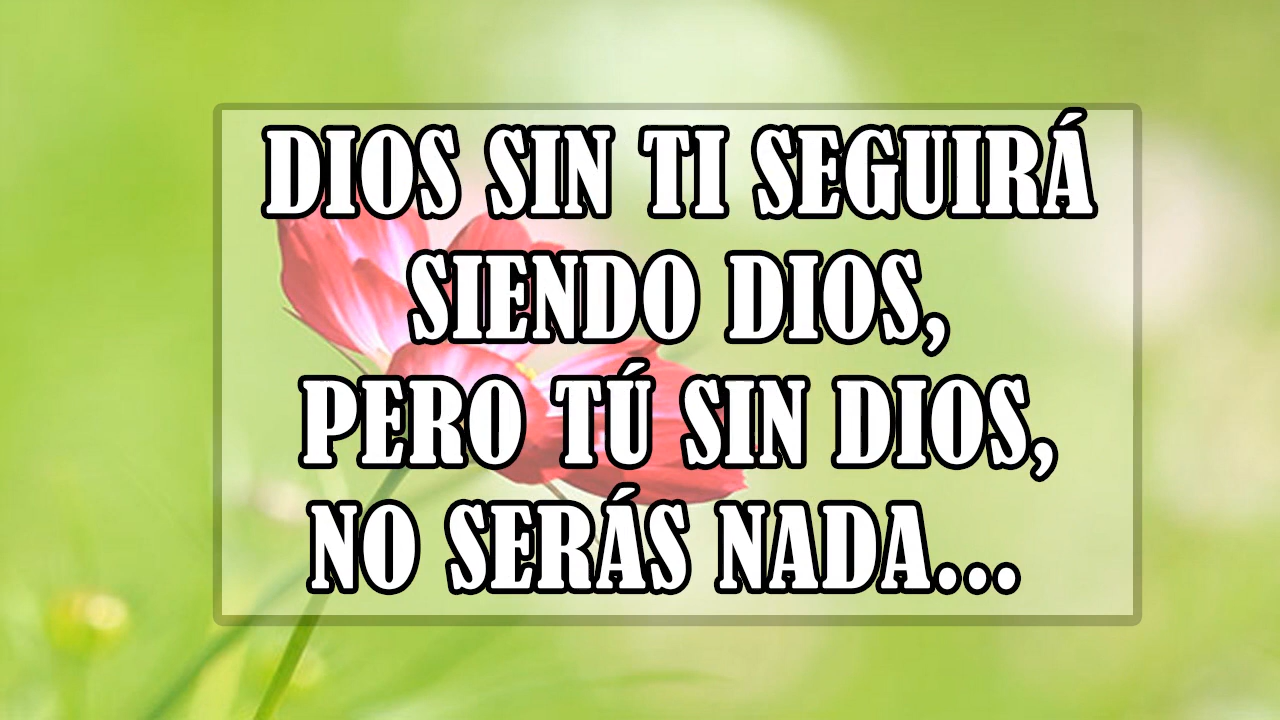 DIOS SIN TI SEGUIRÁ
SIENDO DIOS,
PERO TÚ SIN DIOS,
NO SERÁS NADA...